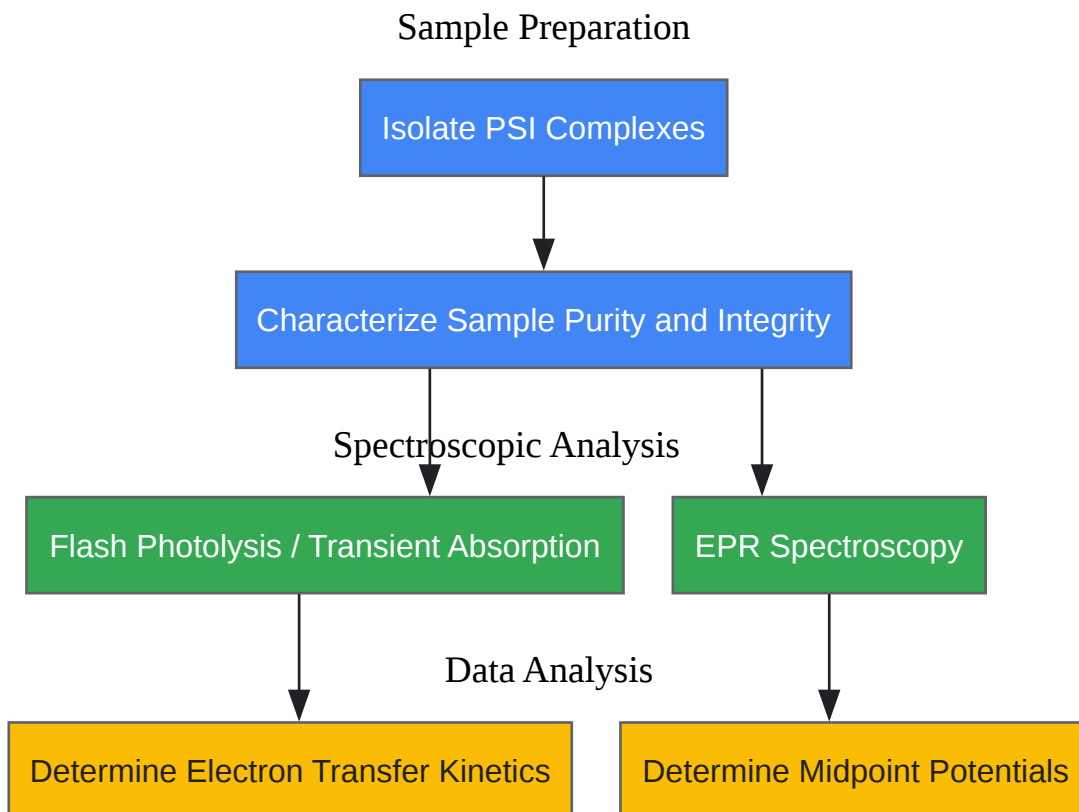 Sample Preparation
Isolate PSI Complexes
Characterize Sample Purity and Integrity
Spectroscopic Analysis
Flash Photolysis / Transient Absorption
EPR Spectroscopy
Data Analysis
Determine Electron Transfer Kinetics
Determine Midpoint Potentials